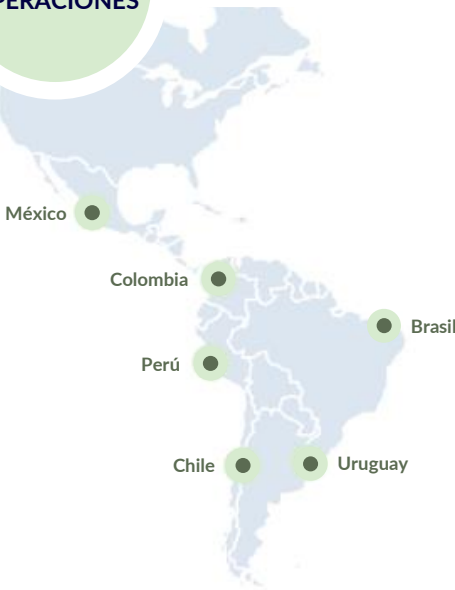 PERACIONES
México
Colombia
Brasil
Perú
Chile
Uruguay